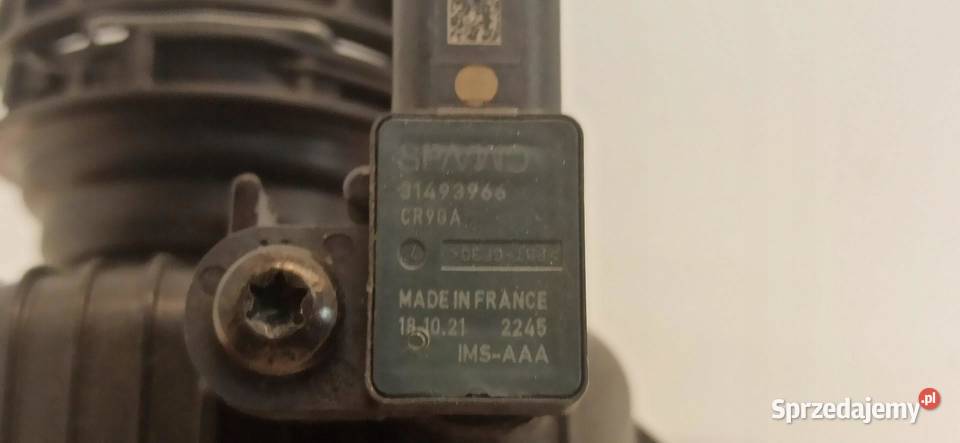 31493966
CR90A
MADE IN FRANCE
18.10.21 2245
IMS-AAA
Sprzedajemy.pl